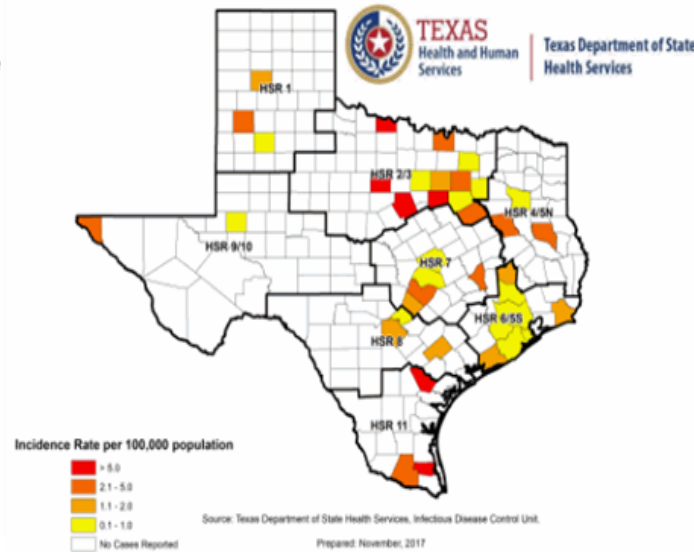 TEXAS
Health and Human
Services
Texas Department of State
Health Services
HSR 1
HSR 2/3
HSR 4/5N
HSR 9/10
HSR 7
HSR 6/5S
HSR 8
HSR 11
Incidence Rate per 100,000 population
> 5.0
2.1 - 5.0
1.1 - 2.0
0.1 - 1.0
No Cases Reported
Source: Texas Department of State Health Services, Infectious Disease Control Unit.
Prepared: November, 2017